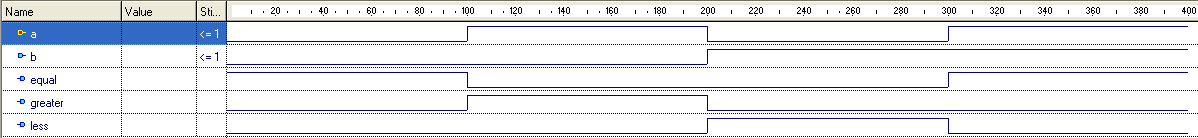 Name Value Sti... 20 40 60 80 100 120 140 160 180 200 220 240 260 280 300 320 340 360 380 400
a <= 1
b <= 1
equal
greater
less